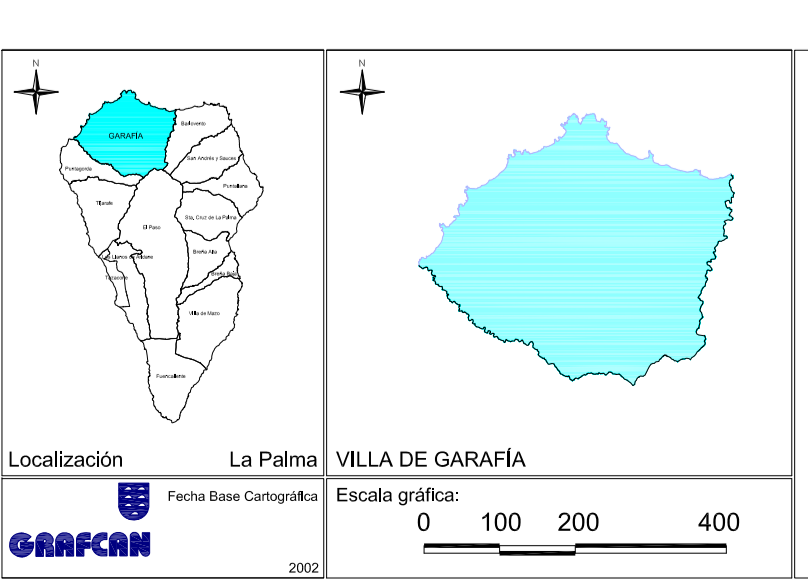 N
GARAFÍA
Barlovento
San Andrés y Sauces
Puntagorda
Puntallana
Tijarafe
Sta. Cruz de La Palma
El Paso
Breña Alta
Los Llanos de Aridane
Breña Baja
Tazacorte
Villa de Mazo
Fuencaliente
Localización La Palma
N
VILLA DE GARAFÍA
Fecha Base Cartográfica
GRAFCAN
2002
Escala gráfica:
0 100 200 400